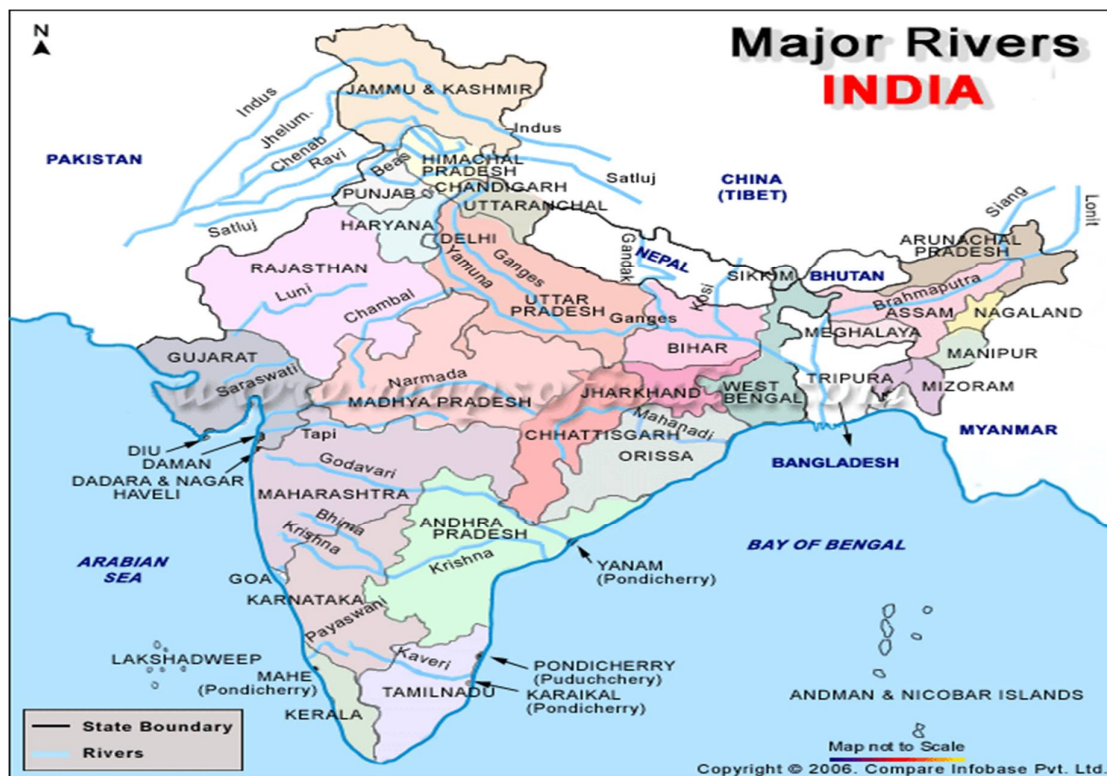 N
Major Rivers
INDIA
JAMMU & KASHMIR
Indus
Jhelum.
Chenab
Ravi
Beas
Indus
PAKISTAN
HIMACHAL
PRADESH
Satluj
CHINA
(TIBET)
PUNJAB
CHANDIGARH
UTTARANCHAL
Satluj
HARYANA
DELHI
Siang
Lonit
ARUNACHAL
PRADESH
RAJASTHAN
Luni
Chambal
Yamuna
Ganges
UTTAR
PRADESH
Gandak
NEPAL
Kosi
SIKKIM
BHUTAN
Brahmaputra
ASSAM
NAGALAND
Ganges
BIHAR
MEGHALAYA
MANIPUR
GUJARAT
Saraswati
Narmada
MADHYA PRADESH
JHARKHAND
WEST
BENGAL
TRIPURA
MIZORAM
MYANMAR
DIU
DAMAN
DADARA & NAGAR
HAVELI
Tapi
CHHATTISGARH
Mahanadi
ORISSA
BANGLADESH
Godavari
MAHARASHTRA
Bhima
Krishna
ANDHRA
PRADESH
Krishna
YANAM
(Pondicherry)
BAY OF BENGAL
ARABIAN
SEA
GOA
KARNATAKA
Payaswani
Kaveri
LAKSHADWEEP
MAHE
(Pondicherry)
KERALA
TAMILNADU
PONDICHERRY
(Puduchchery)
KARAIKAL
(Pondicherry)
ANDMAN & NICOBAR ISLANDS
State Boundary
Rivers
Map not to Scale
Copyright © 2006. Compare Infobase Pvt. Ltd.